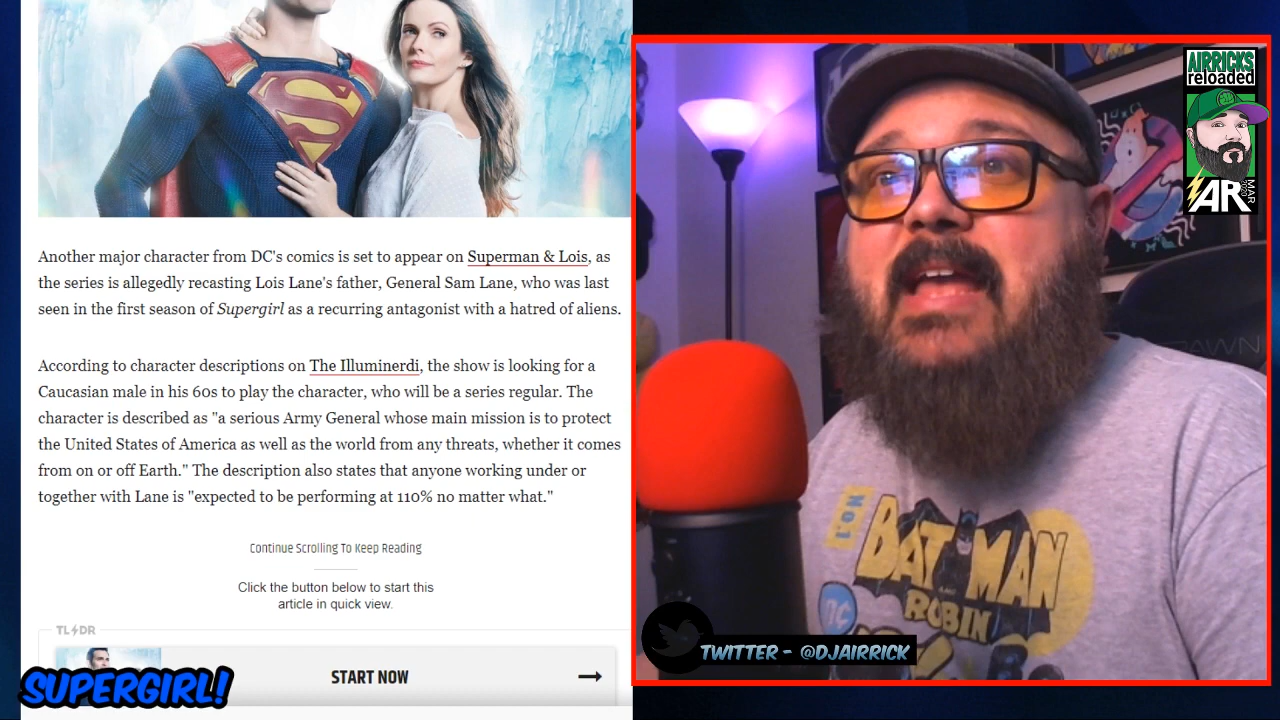 Another major character from DC's comics is set to appear on Superman & Lois, as
the series is allegedly recasting Lois Lane's father, General Sam Lane, who was last
seen in the first season of Supergirl as a recurring antagonist with a hatred of aliens.
According to character descriptions on The Illuminerdi, the show is looking for a
Caucasian male in his 60s to play the character, who will be a series regular. The
character is described as "a serious Army General whose main mission is to protect
the United States of America as well as the world from any threats, whether it comes
from on or off Earth." The description also states that anyone working under or
together with Lane is "expected to be performing at 110% no matter what."
Continue Scrolling To Keep Reading
Click the button below to start this
article in quick view.
TL DR
START NOW
SUPERGIRL!
AIRRICKS
reloaded
AR
MAR
NO.1
BATMAN
AND
ROBIN
DC
TWITTER - @DJAIRRICK